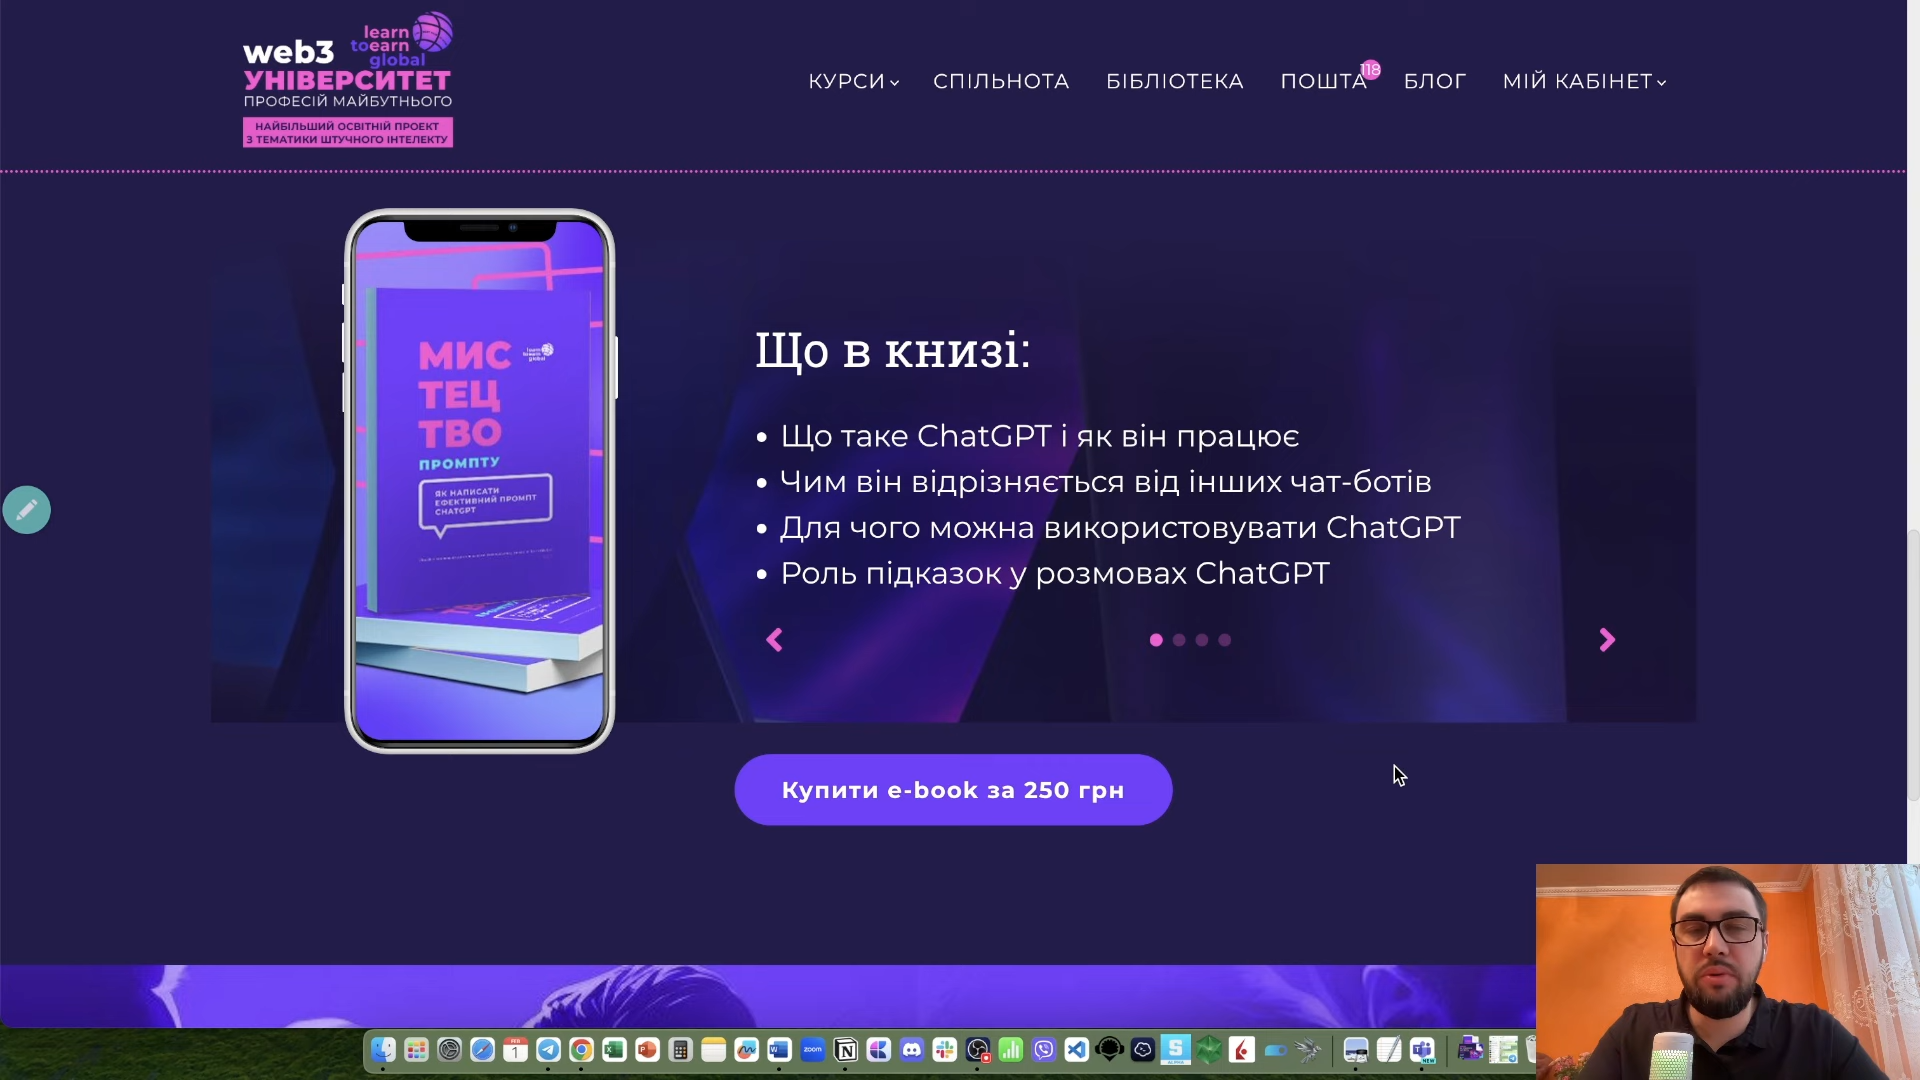 learn
web3 toearn
global
УНІВЕРСИТЕТ
ПРОФЕСІЙ МАЙБУТНЬОГО
НАЙБІЛЬШИЙ ОСВІТНІЙ ПРОЕКТ
З ТЕМАТИКИ ШТУЧНОГО ІНТЕЛЕКТУ
КУРСИ СПІЛЬНОТА БІБЛІОТЕКА ПОШТА 118 БЛОГ МІЙ КАБІНЕТ
МИС
ТЕЦ
ТВО
ПРОМПТУ
ЯК НАПИСАТИ
ЕФЕКТИВНИЙ ПРОМПТ
CHATGPT
Що в книзі:
• Що таке ChatGPT і як він працює
• Чим він відрізняється від інших чат-ботів
• Для чого можна використовувати ChatGPT
• Роль підказок у розмовах ChatGPT
Купити e-book за 250 грн
1
zoom
S